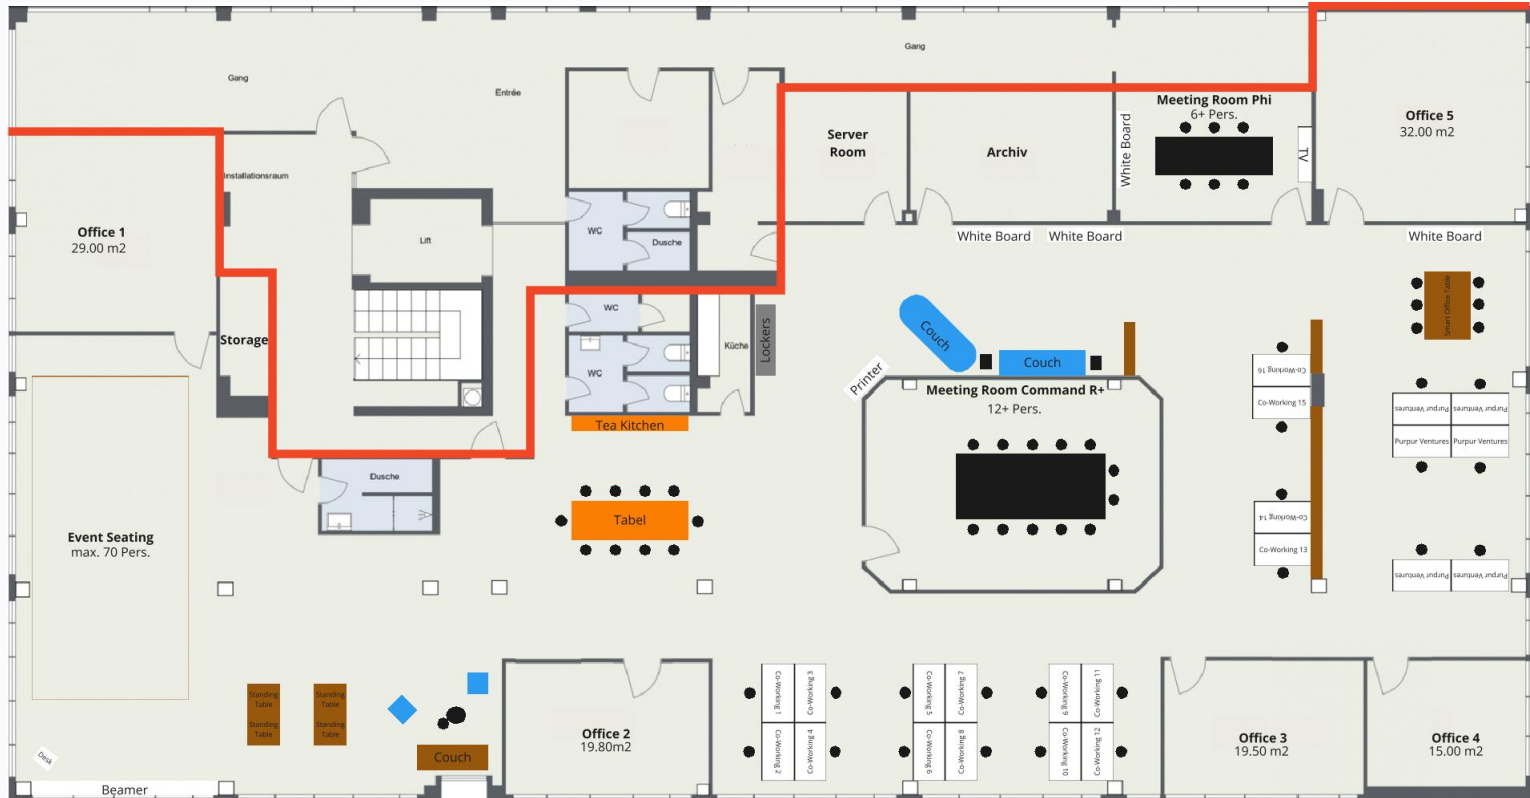 Gang
Gang
Entrée
Installationsraum
Office 1
29.00 m2
Lift
Storage
WC
Dusche
WC
WC
Küche
Lockers
Tea Kitchen
Server
Room
Archiv
White Board
Meeting Room Phi
6+ Pers.
TV
Office 5
32.00 m2
White Board
White Board
White Board
Smart Office Table
Couch
Couch
Printer
Meeting Room Command R+
12+ Pers.
Co-Working 16
Co-Working 15
Purpur Ventures
Purpur Ventures
Purpur Ventures
Purpur Ventures
Co-Working 14
Co-Working 13
Purpur Ventures
Purpur Ventures
Dusche
Tabel
Event Seating
max. 70 Pers.
Standing
Table
Standing
Table
Standing
Table
Standing
Table
Couch
Desk
Beamer
Office 2
19.80m2
Co-Working 1
Co-Working 3
Co-Working 2
Co-Working 4
Co-Working 5
Co-Working 7
Co-Working 6
Co-Working 8
Co-Working 9
Co-Working 11
Co-Working 10
Co-Working 12
Office 3
19.50 m2
Office 4
15.00 m2